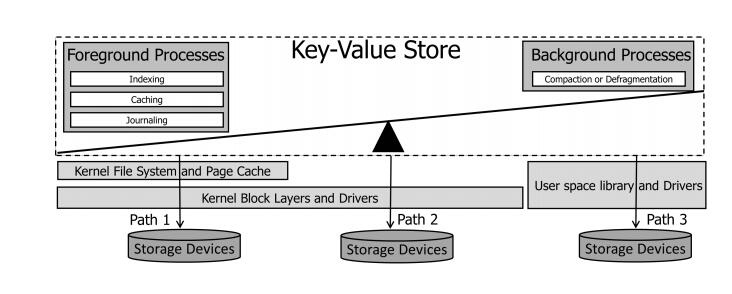 Key-Value Store
Foreground Processes
Indexing
Caching
Journaling
Background Processes
Compaction or Defragmentation
Kernel File System and Page Cache
Kernel Block Layers and Drivers
User space library and Drivers
Path 1
Path 2
Path 3
Storage Devices
Storage Devices
Storage Devices